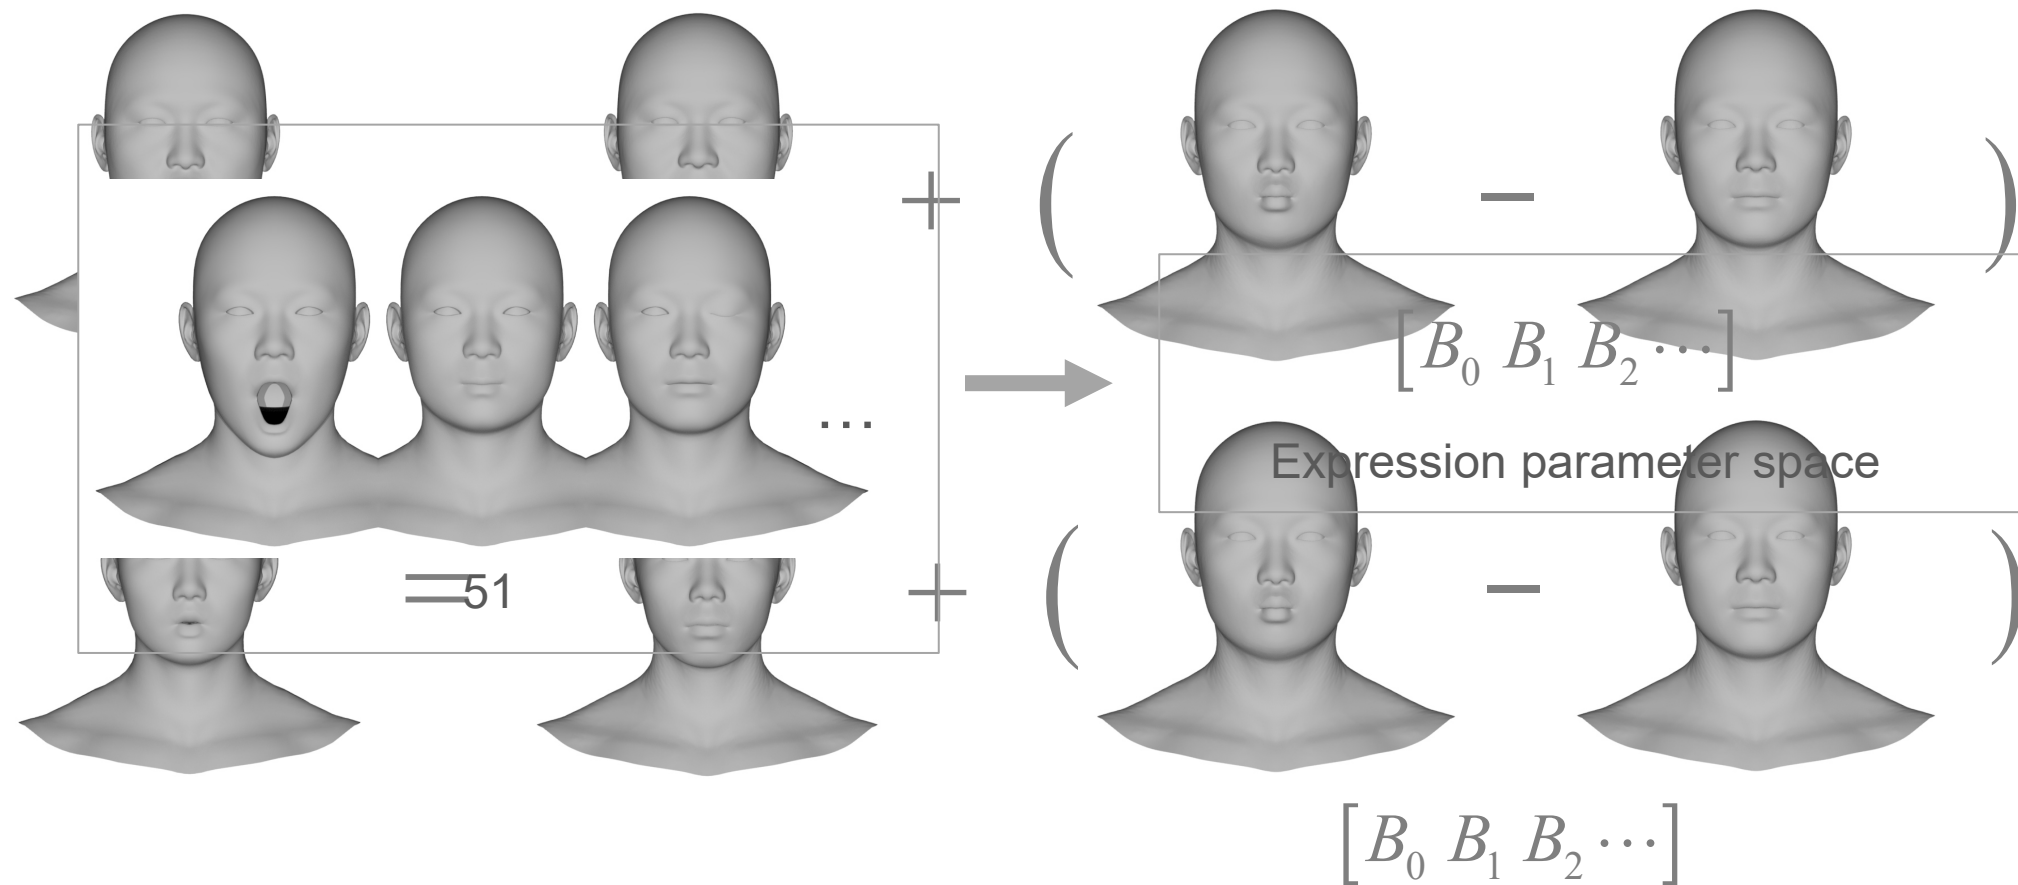 + ( − )
[B₀ B₁ B₂ ⋯]
…
Expression parameter space
= 51
+ ( − )
[B₀ B₁ B₂ ⋯]